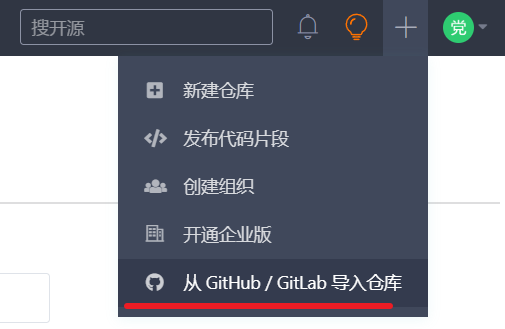 搜开源
党
新建仓库
发布代码片段
创建组织
开通企业版
从 GitHub / GitLab 导入仓库